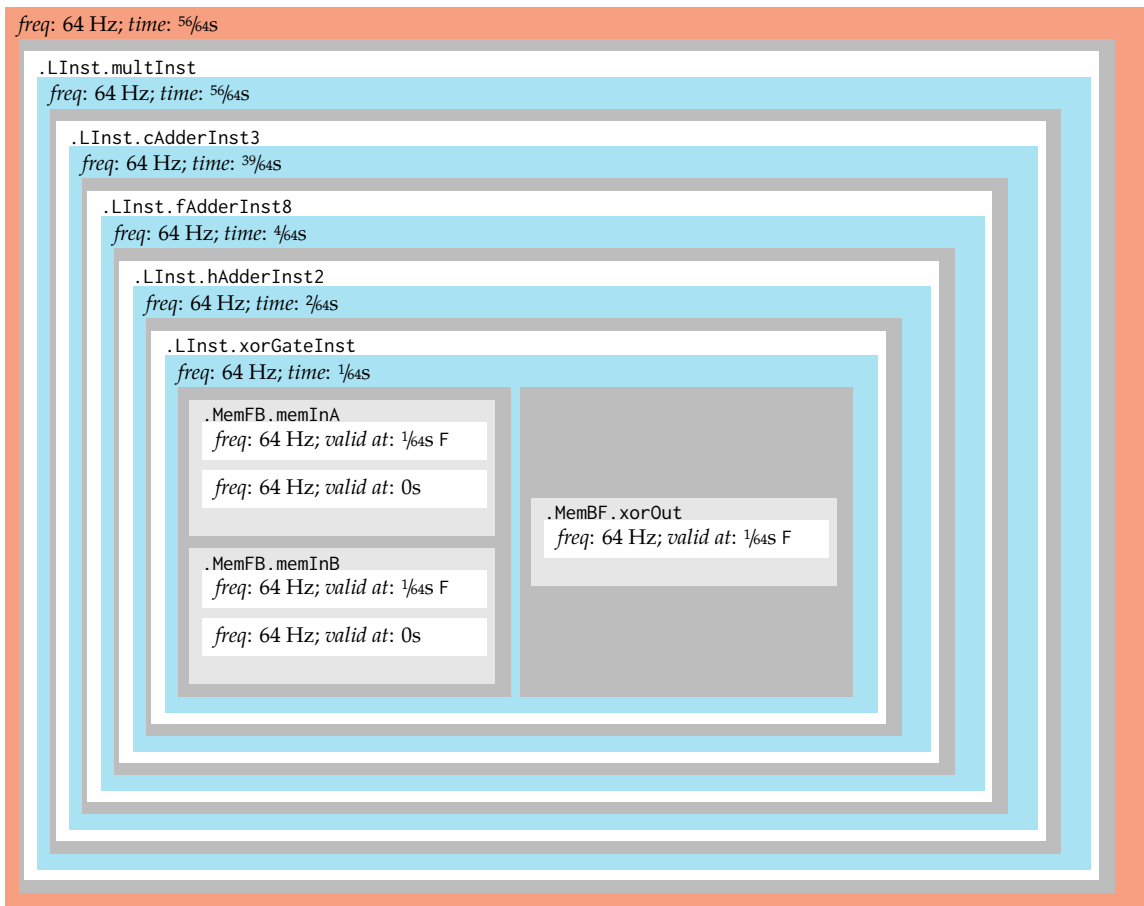 freq: 64 Hz; time: 56/64s
.LInst.multInst
freq: 64 Hz; time: 56/64s
.LInst.cAdderInst3
freq: 64 Hz; time: 39/64s
.LInst.fAdderInst8
freq: 64 Hz; time: 4/64s
.LInst.hAdderInst2
freq: 64 Hz; time: 2/64s
.LInst.xorGateInst
freq: 64 Hz; time: 1/64s
.MemFB.memInA
freq: 64 Hz; valid at: 1/64s F
freq: 64 Hz; valid at: 0s
.MemFB.memInB
freq: 64 Hz; valid at: 1/64s F
freq: 64 Hz; valid at: 0s
.MemBF.xorOut
freq: 64 Hz; valid at: 1/64s F